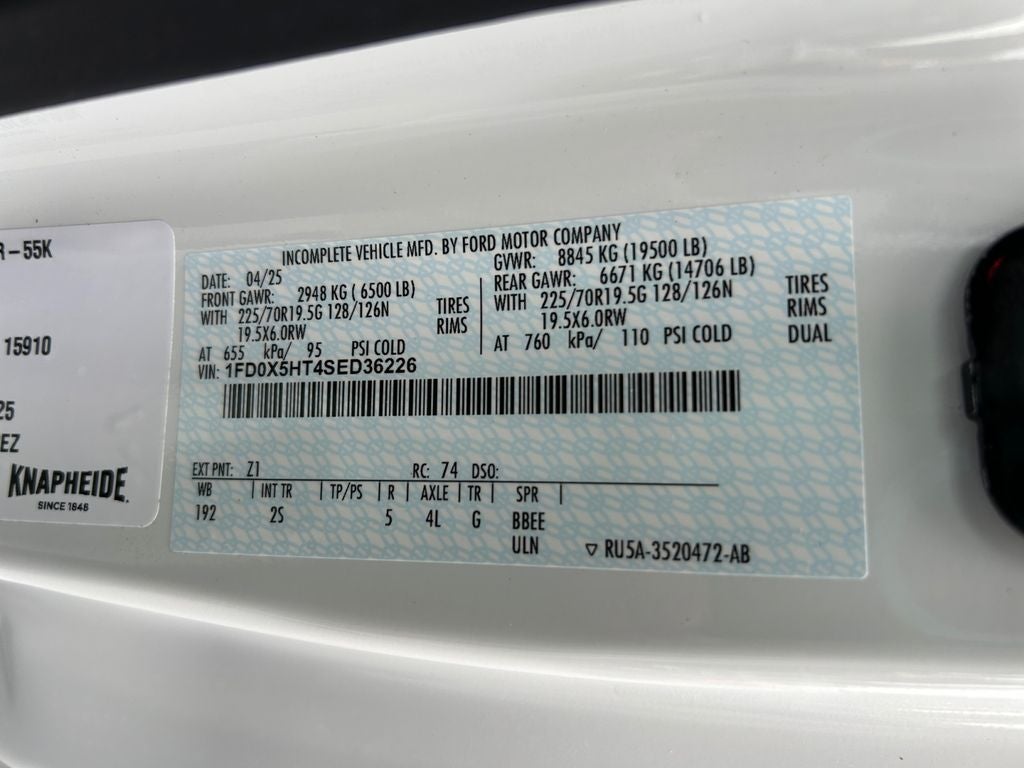 R-55K
15910
25
EZ
KNAPHEIDE
SINCE 1848
INCOMPLETE VEHICLE MFD. BY FORD MOTOR COMPANY
DATE: 04/25 GVWR: 8845 KG (19500 LB)
FRONT GAWR: 2948 KG ( 6500 LB) REAR GAWR: 6671 KG (14706 LB)
WITH 225/70R19.5G 128/126N TIRES WITH 225/70R19.5G 128/126N TIRES
19.5X6.0RW RIMS 19.5X6.0RW RIMS
AT 655 kPa/ 95 PSI COLD AT 760 kPa/ 110 PSI COLD DUAL
VIN: 1FD0X5HT4SED36226
EXT PNT: Z1 RC: 74 DSO:
WB | INT TR | TP/PS | R | AXLE | TR | SPR |
192 2S 5 4L G BBEE
ULN ▽ RU5A-3520472-AB